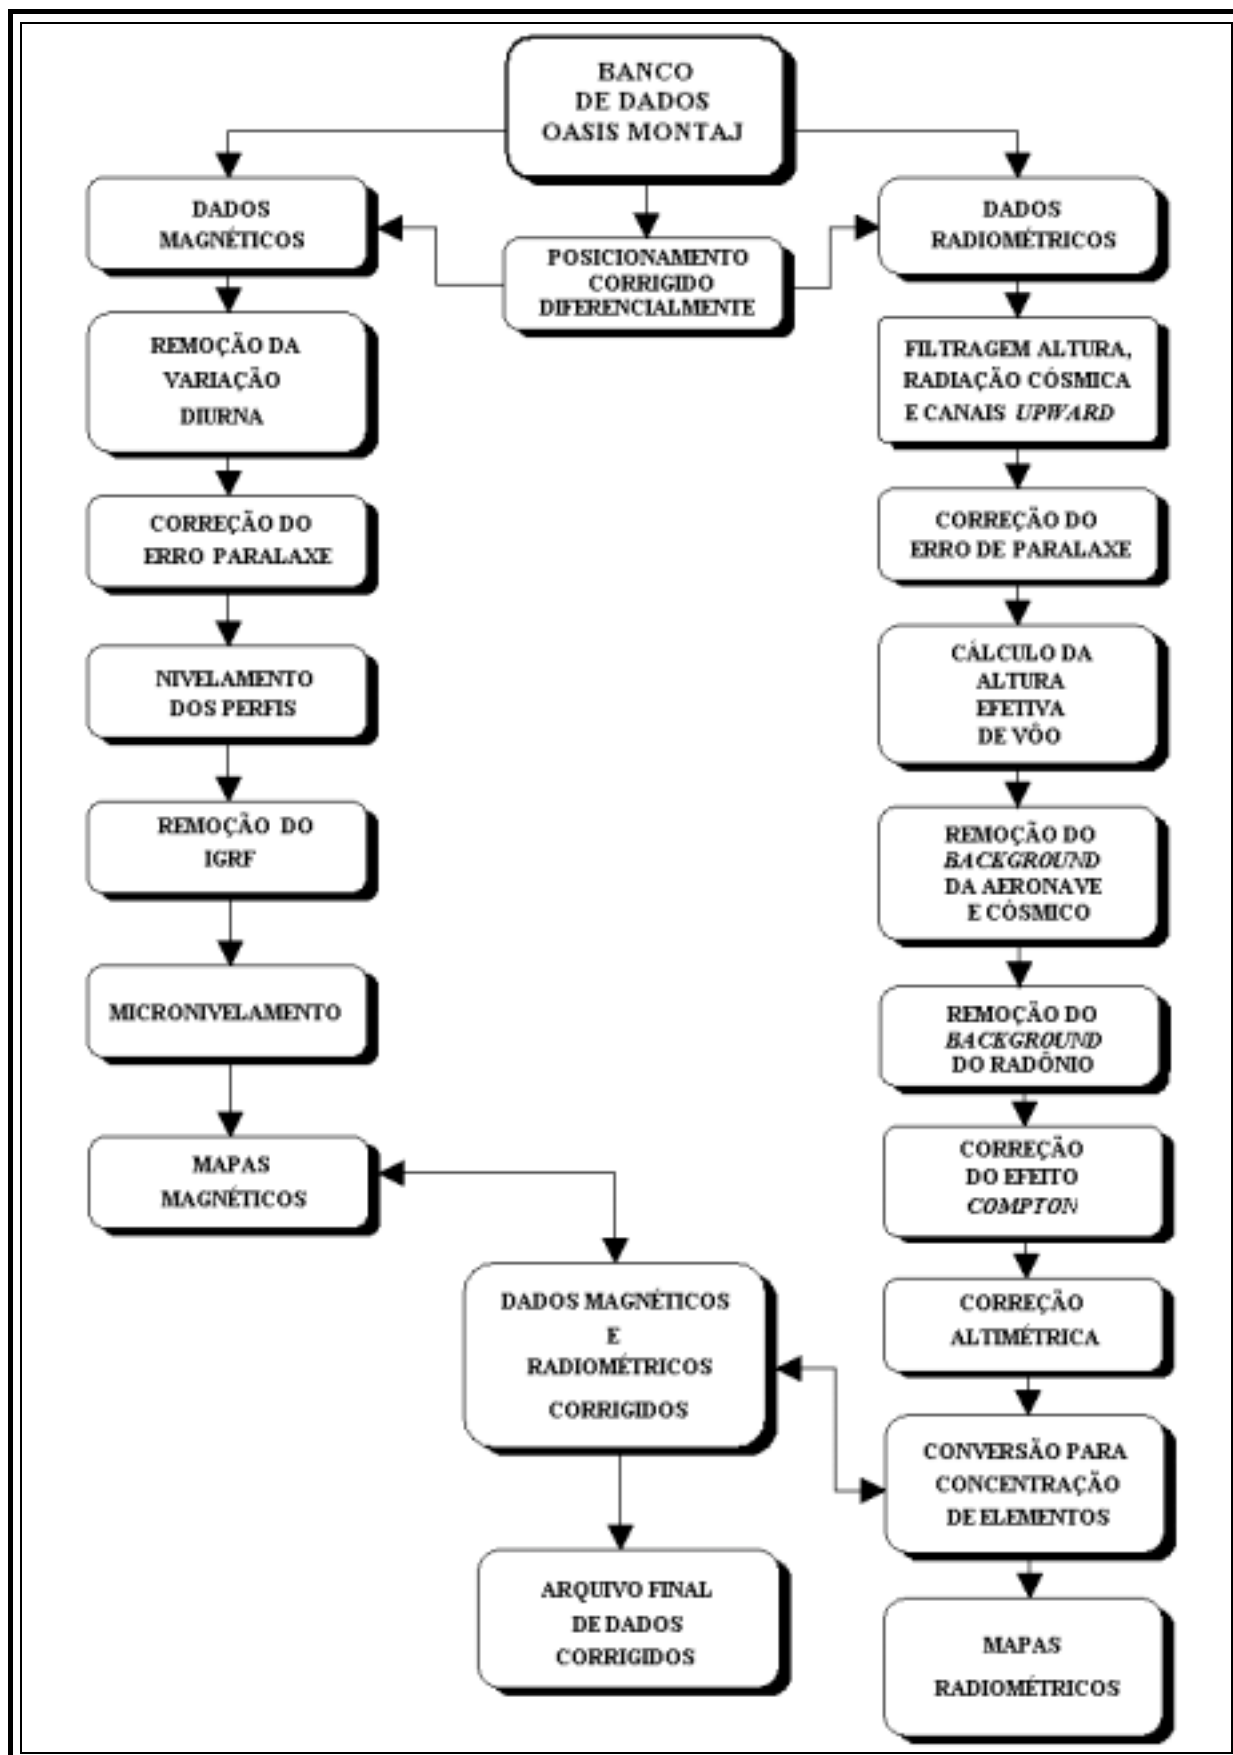 BANCO
DE DADOS
OASIS MONTAJ
DADOS
MAGNÉTICOS
POSICIONAMENTO
CORRIGIDO
DIFERENCIALMENTE
DADOS
RADIOMÉTRICOS
REMOÇÃO DA
VARIAÇÃO
DIURNA
CORREÇÃO DO
ERRO PARALAXE
NIVELAMENTO
DOS PERFIS
REMOÇÃO DO
IGRF
MICRONIVELAMENTO
MAPAS
MAGNÉTICOS
FILTRAGEM ALTURA,
RADIAÇÃO CÓSMICA
E CANAIS UPWARD
CORREÇÃO DO
ERRO DE PARALAXE
CÁLCULO DA
ALTURA
EFETIVA
DE VÔO
REMOÇÃO DO
BACKGROUND
DA AERONAVE
E CÓSMICO
REMOÇÃO DO
BACKGROUND
DO RADÔNIO
CORREÇÃO
DO EFEITO
COMPTON
CORREÇÃO
ALTIMÉTRICA
CONVERSÃO PARA
CONCENTRAÇÃO
DE ELEMENTOS
MAPAS
RADIOMÉTRICOS
DADOS MAGNÉTICOS
E
RADIOMÉTRICOS
CORRIGIDOS
ARQUIVO FINAL
DE DADOS
CORRIGIDOS